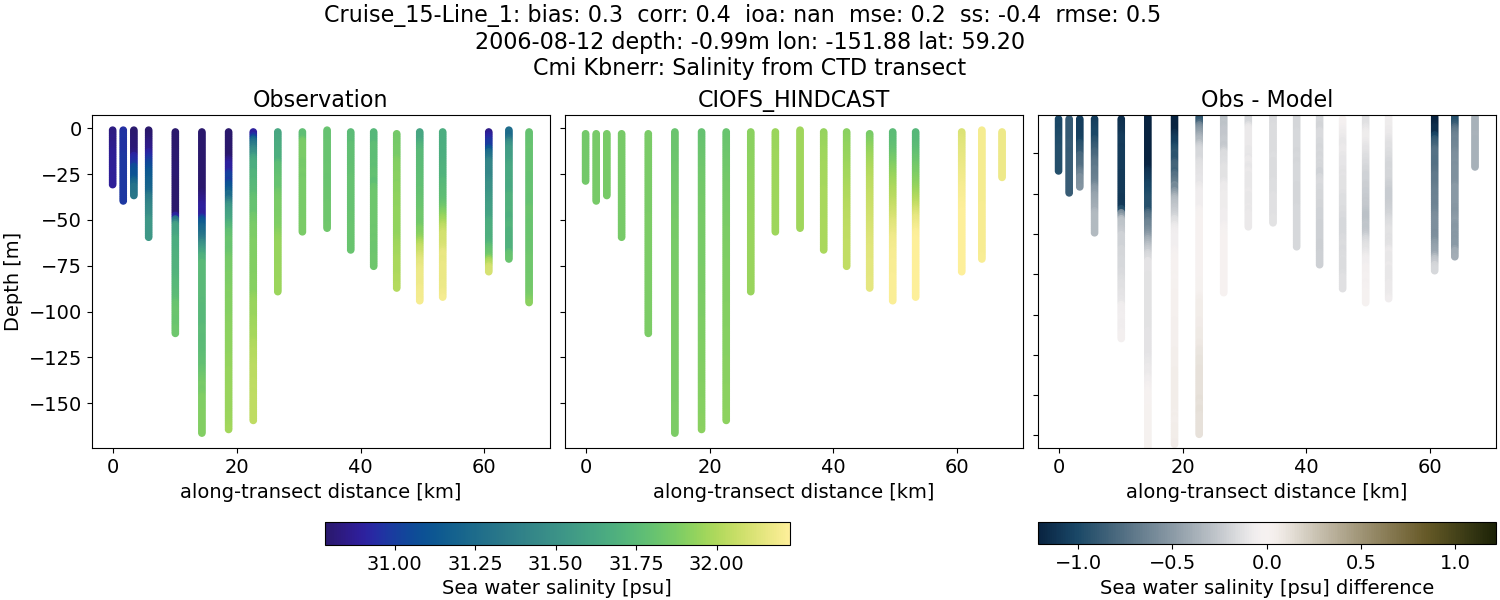 Cruise_15-Line_1: bias: 0.3  corr: 0.4  ioa: nan  mse: 0.2  ss: -0.4  rmse: 0.5
2006-08-12 depth: -0.99m lon: -151.88 lat: 59.20
Cmi Kbnerr: Salinity from CTD transect
Observation
CIOFS_HINDCAST
Obs - Model
Depth [m]
0
−25
−50
−75
−100
−125
−150
0 20 40 60
0 20 40 60
0 20 40 60
along-transect distance [km]
along-transect distance [km]
along-transect distance [km]
31.00 31.25 31.50 31.75 32.00
Sea water salinity [psu]
−1.0 −0.5 0.0 0.5 1.0
Sea water salinity [psu] difference